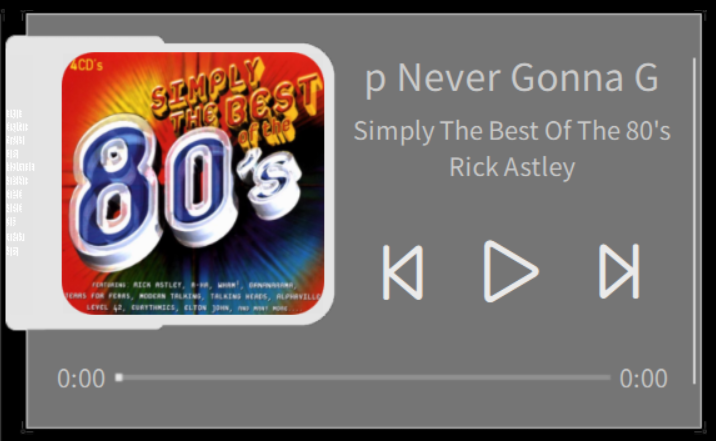 4CD's
SIMPLY
THE BEST
of the
80's
FEATURING: RICK ASTLEY, A-HA, WHAM!, BANANARAMA,
TEARS FOR FEARS, MODERN TALKING, TALKING HEADS, ALPHAVILLE
LEVEL 42, EURYTHMICS, ELTON JOHN, AND MANY MORE
p Never Gonna G
Simply The Best Of The 80's
Rick Astley
0:00
0:00